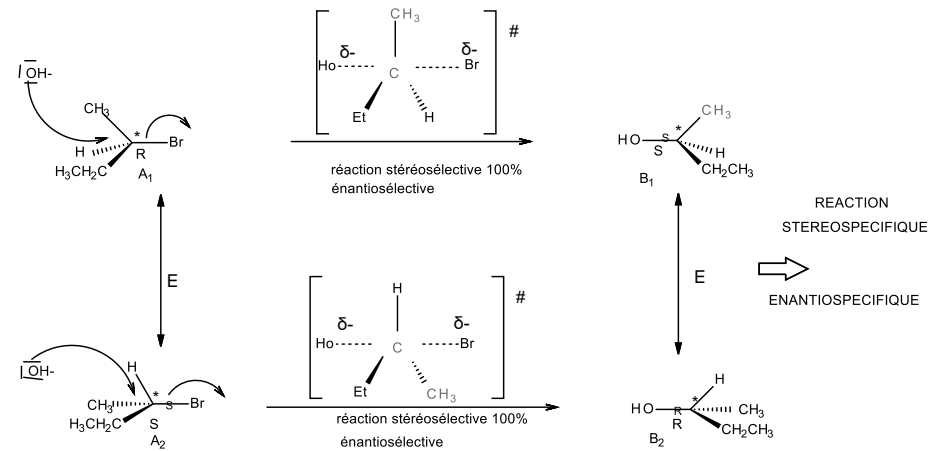 |OH-
CH3
*
H
R
Br
H3CH2C
A1
CH3
#
δ-
δ-
Ho
C
Br
Et
H
réaction stéréosélective 100%
énantiosélective
CH3
HO
S
*
S
H
B1
CH2CH3
REACTION
STEREOSPECIFIQUE
ENANTIOSPECIFIQUE
E
E
|OH-
H
*
CH3
S
Br
H3CH2C
S
A2
H
#
δ-
δ-
Ho
C
Br
Et
CH3
réaction stéréosélective 100%
énantiosélective
H
HO
R
*
CH3
R
CH2CH3
B2